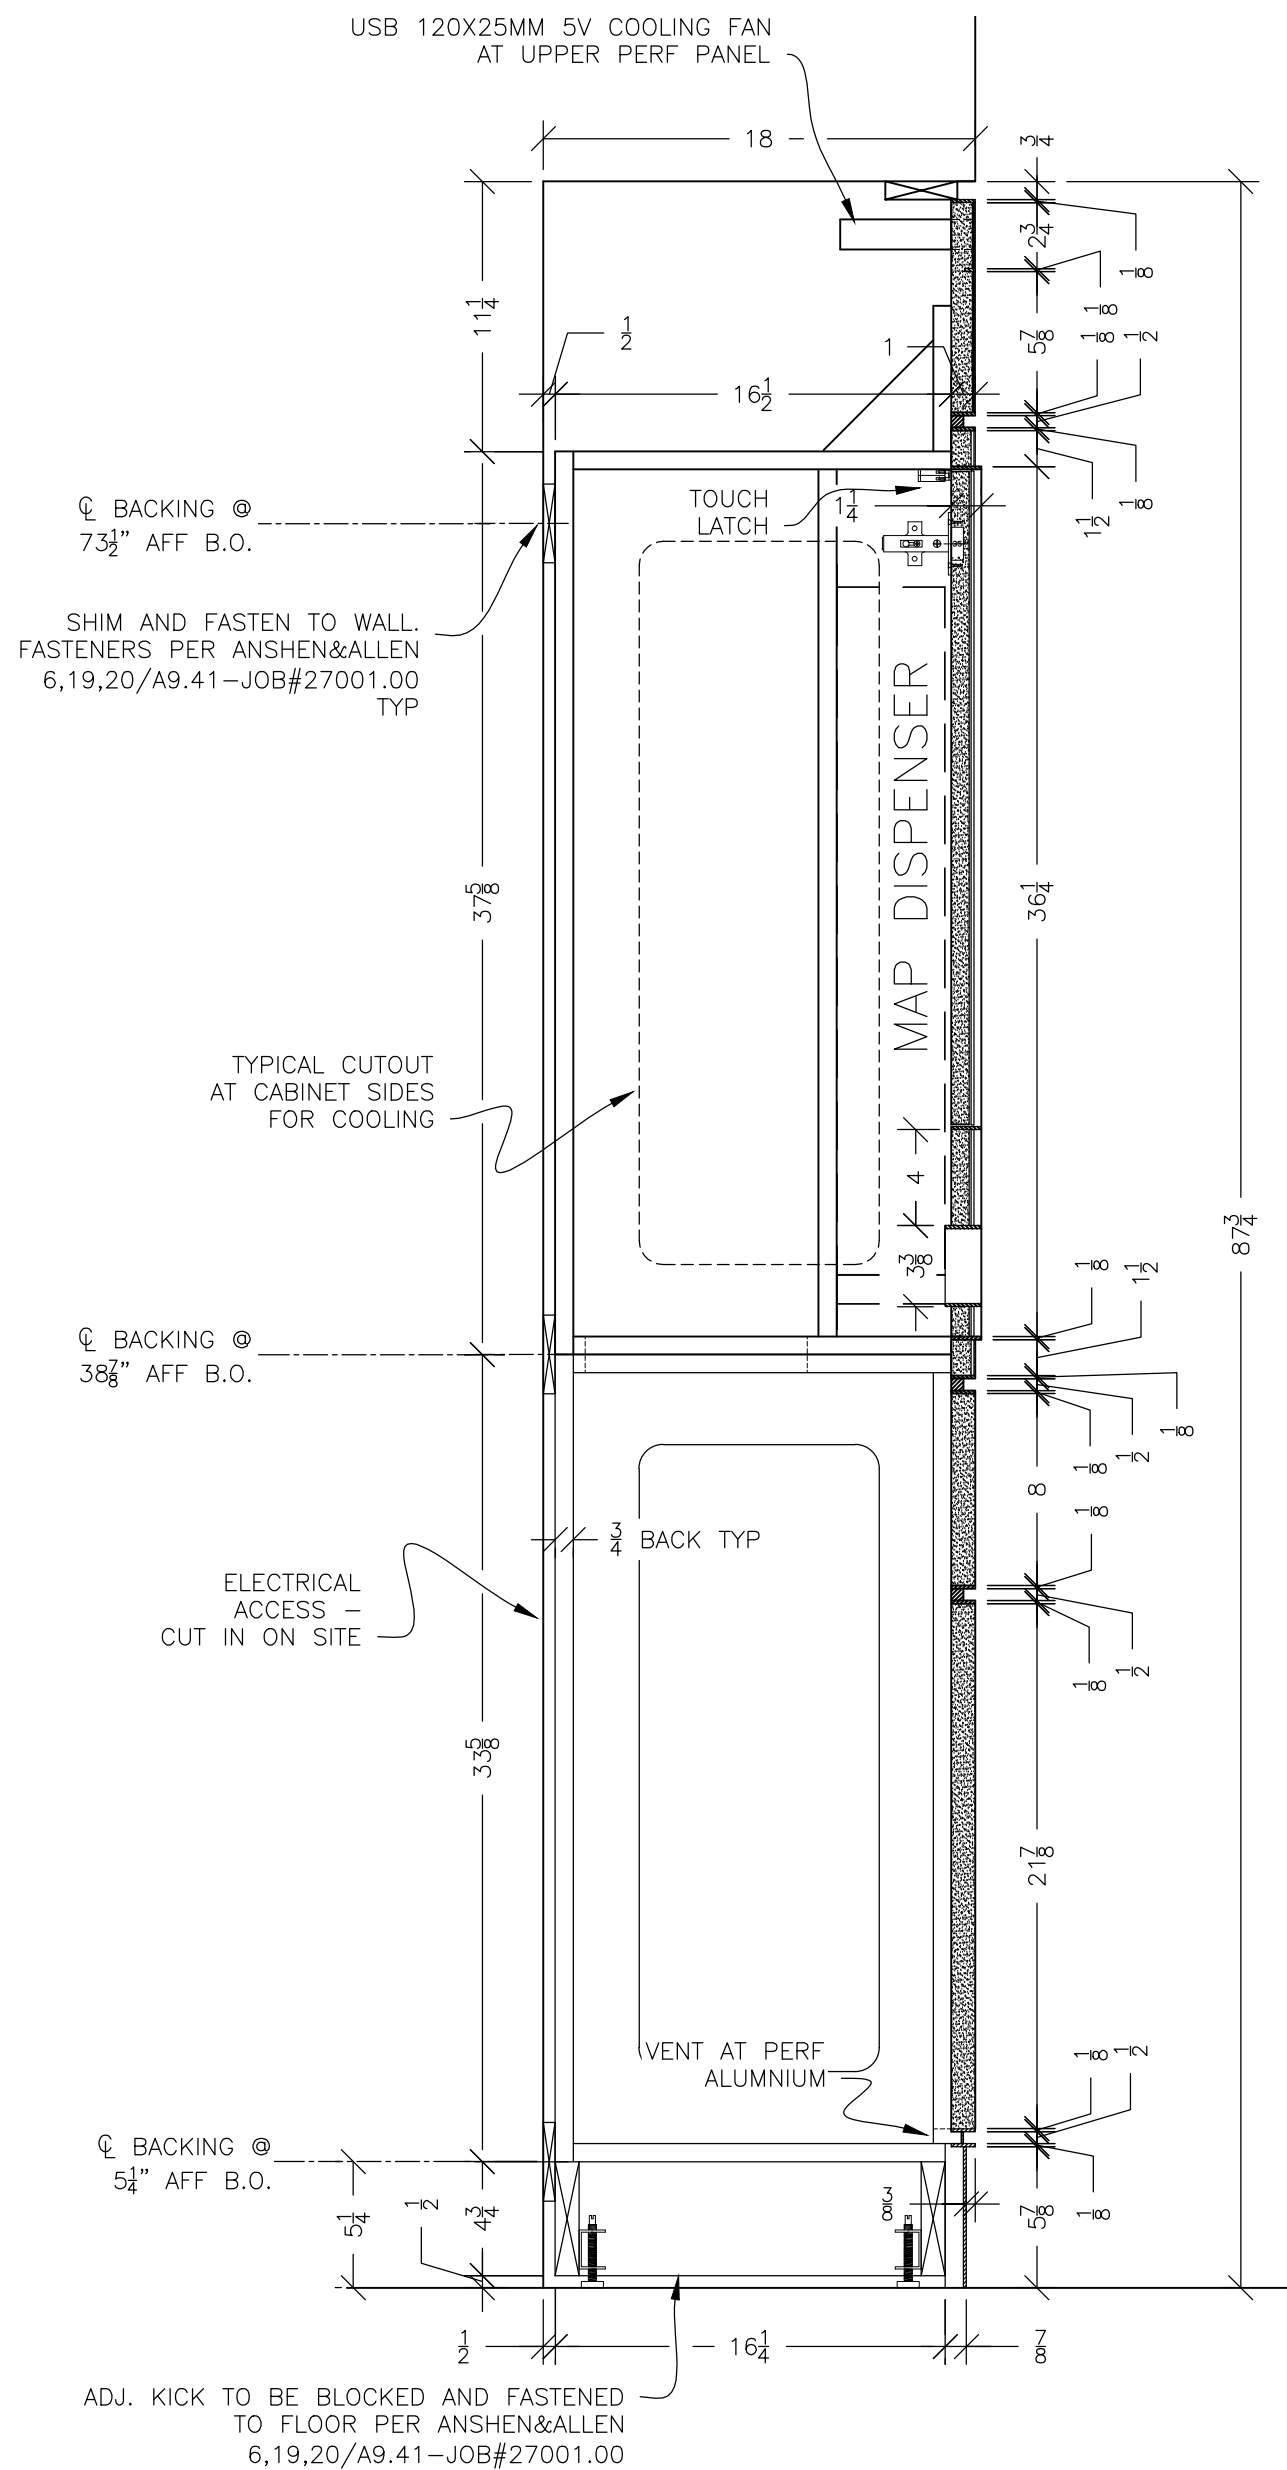 USB 120X25MM 5V COOLING FAN
AT UPPER PERF PANEL
18
3/4
2 3/4
1/8
1/8
11 1/4
1/2
1
5 7/8
1/8
1/2
16 1/2
TOUCH
LATCH
1 1/4
1 1/2
1/8
℄ BACKING @
73 1/2" AFF B.O.
SHIM AND FASTEN TO WALL.
FASTENERS PER ANSHEN&ALLEN
6,19,20/A9.41-JOB#27001.00
TYP
MAP DISPENSER
37 5/8
36 1/4
TYPICAL CUTOUT
AT CABINET SIDES
FOR COOLING
4
3 3/8
87 3/4
1/8
1 1/2
℄ BACKING @
38 7/8" AFF B.O.
1/8
1/2
1/8
8
1/8
3/4 BACK TYP
ELECTRICAL
ACCESS -
CUT IN ON SITE
1/8
1/2
33 5/8
21 7/8
VENT AT PERF
ALUMNIUM
1/8
1/2
℄ BACKING @
5 1/4" AFF B.O.
5 1/4
1/2
4 3/4
3/8
5 7/8
1/8
1/2
16 1/4
7/8
ADJ. KICK TO BE BLOCKED AND FASTENED
TO FLOOR PER ANSHEN&ALLEN
6,19,20/A9.41-JOB#27001.00